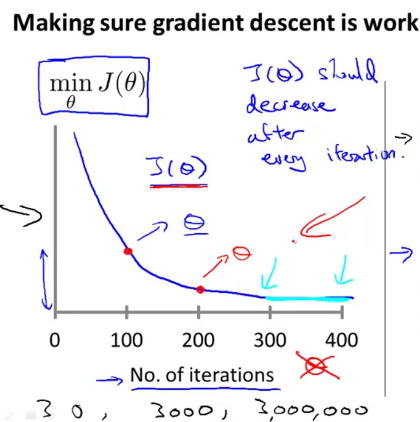 Making sure gradient descent is work
min J(θ)
θ
J(θ) should
decrease
after
every iteration.
J(θ)
θ
θ
0 100 200 300 400
No. of iterations
θ
30, 3000, 3,000,000